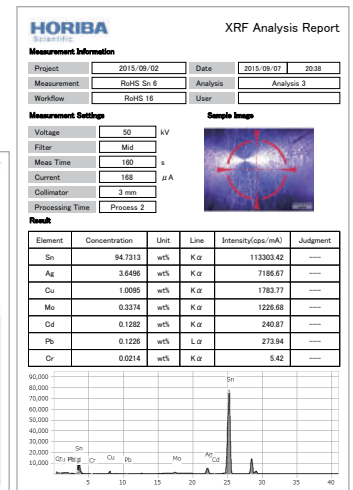 HORIBA
Scientific
XRF Analysis Report
Measurement Information
Project 2015/09/02 Date 2015/09/07 20:38
Measurement RoHS Sn 6 Analysis Analysis 3
Workflow RoHS 16 User
Measurement Settings Sample Image
Voltage 50 kV
Filter Mid
Meas Time 160 s
Current 168 μA
Collimator 3 mm
Processing Time Process 2
Result
Element Concentration Unit Line Intensity(cps/mA) Judgment
Sn 94.7313 wt% Kα 113303.42 ---
Ag 3.6496 wt% Kα 7186.67 ---
Cu 1.0095 wt% Kα 1783.77 ---
Mo 0.3374 wt% Kα 1226.68 ---
Cd 0.1282 wt% Kα 240.87 ---
Pb 0.1226 wt% Lα 273.94 ---
Cr 0.0214 wt% Kα 5.42 ---
90,000
80,000
70,000
60,000
50,000
40,000
30,000
20,000
10,000
Sn
Sn
Cr Cu Pb Mo Ag Cd
5 10 15 20 25 30 35 40